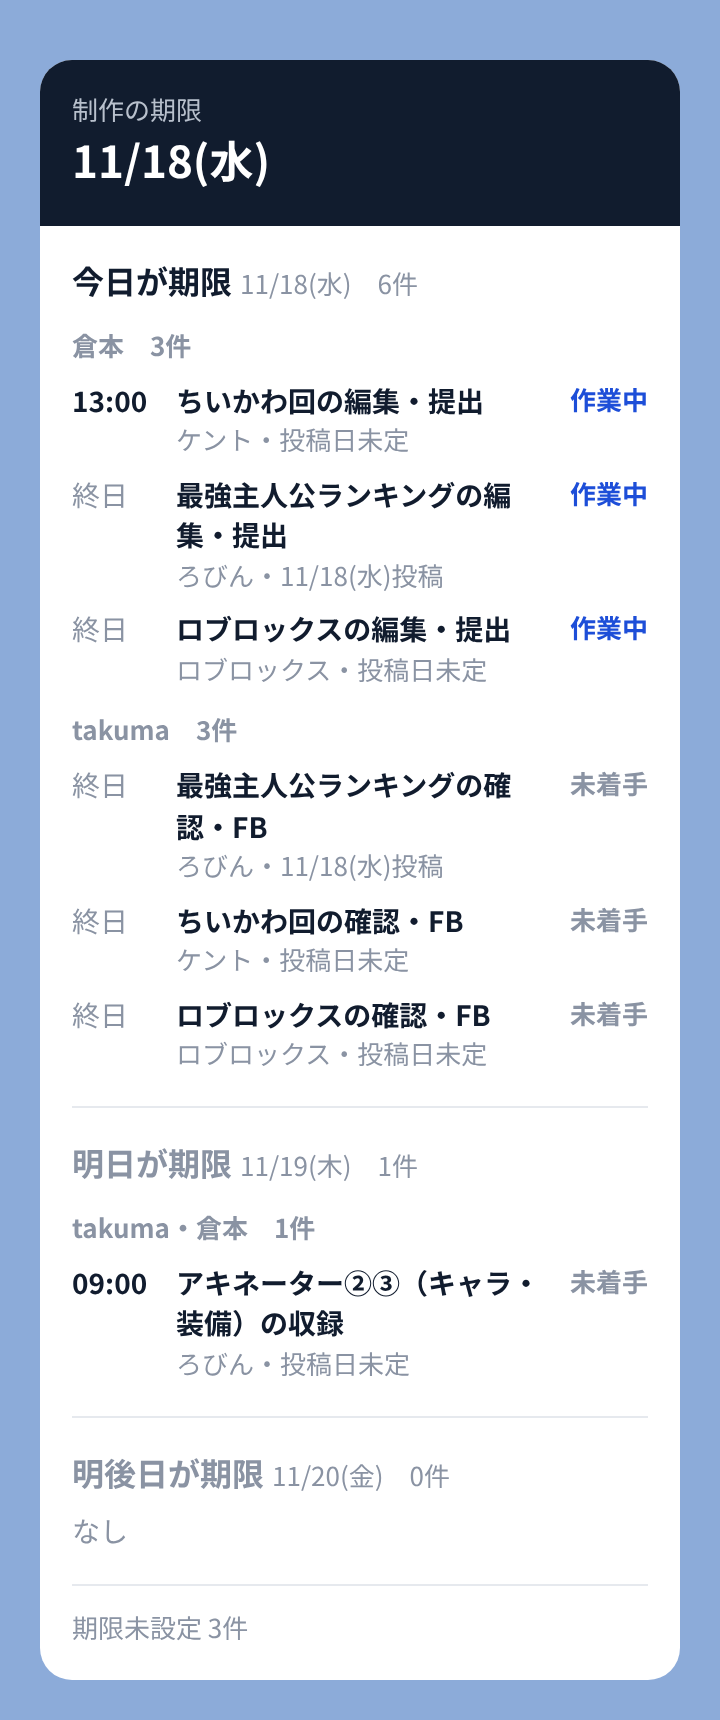 制作の期限
11/18(水)
今日が期限 11/18(水)　6件
倉本　3件
13:00 ちいかわ回の編集・提出 作業中
ケント・投稿日未定
終日 最強主人公ランキングの編 作業中
集・提出
ろびん・11/18(水)投稿
終日 ロブロックスの編集・提出 作業中
ロブロックス・投稿日未定
takuma　3件
終日 最強主人公ランキングの確 未着手
認・FB
ろびん・11/18(水)投稿
終日 ちいかわ回の確認・FB 未着手
ケント・投稿日未定
終日 ロブロックスの確認・FB 未着手
ロブロックス・投稿日未定
明日が期限 11/19(木)　1件
takuma・倉本　1件
09:00 アキネーター②③（キャラ・ 未着手
装備）の収録
ろびん・投稿日未定
明後日が期限 11/20(金)　0件
なし
期限未設定 3件